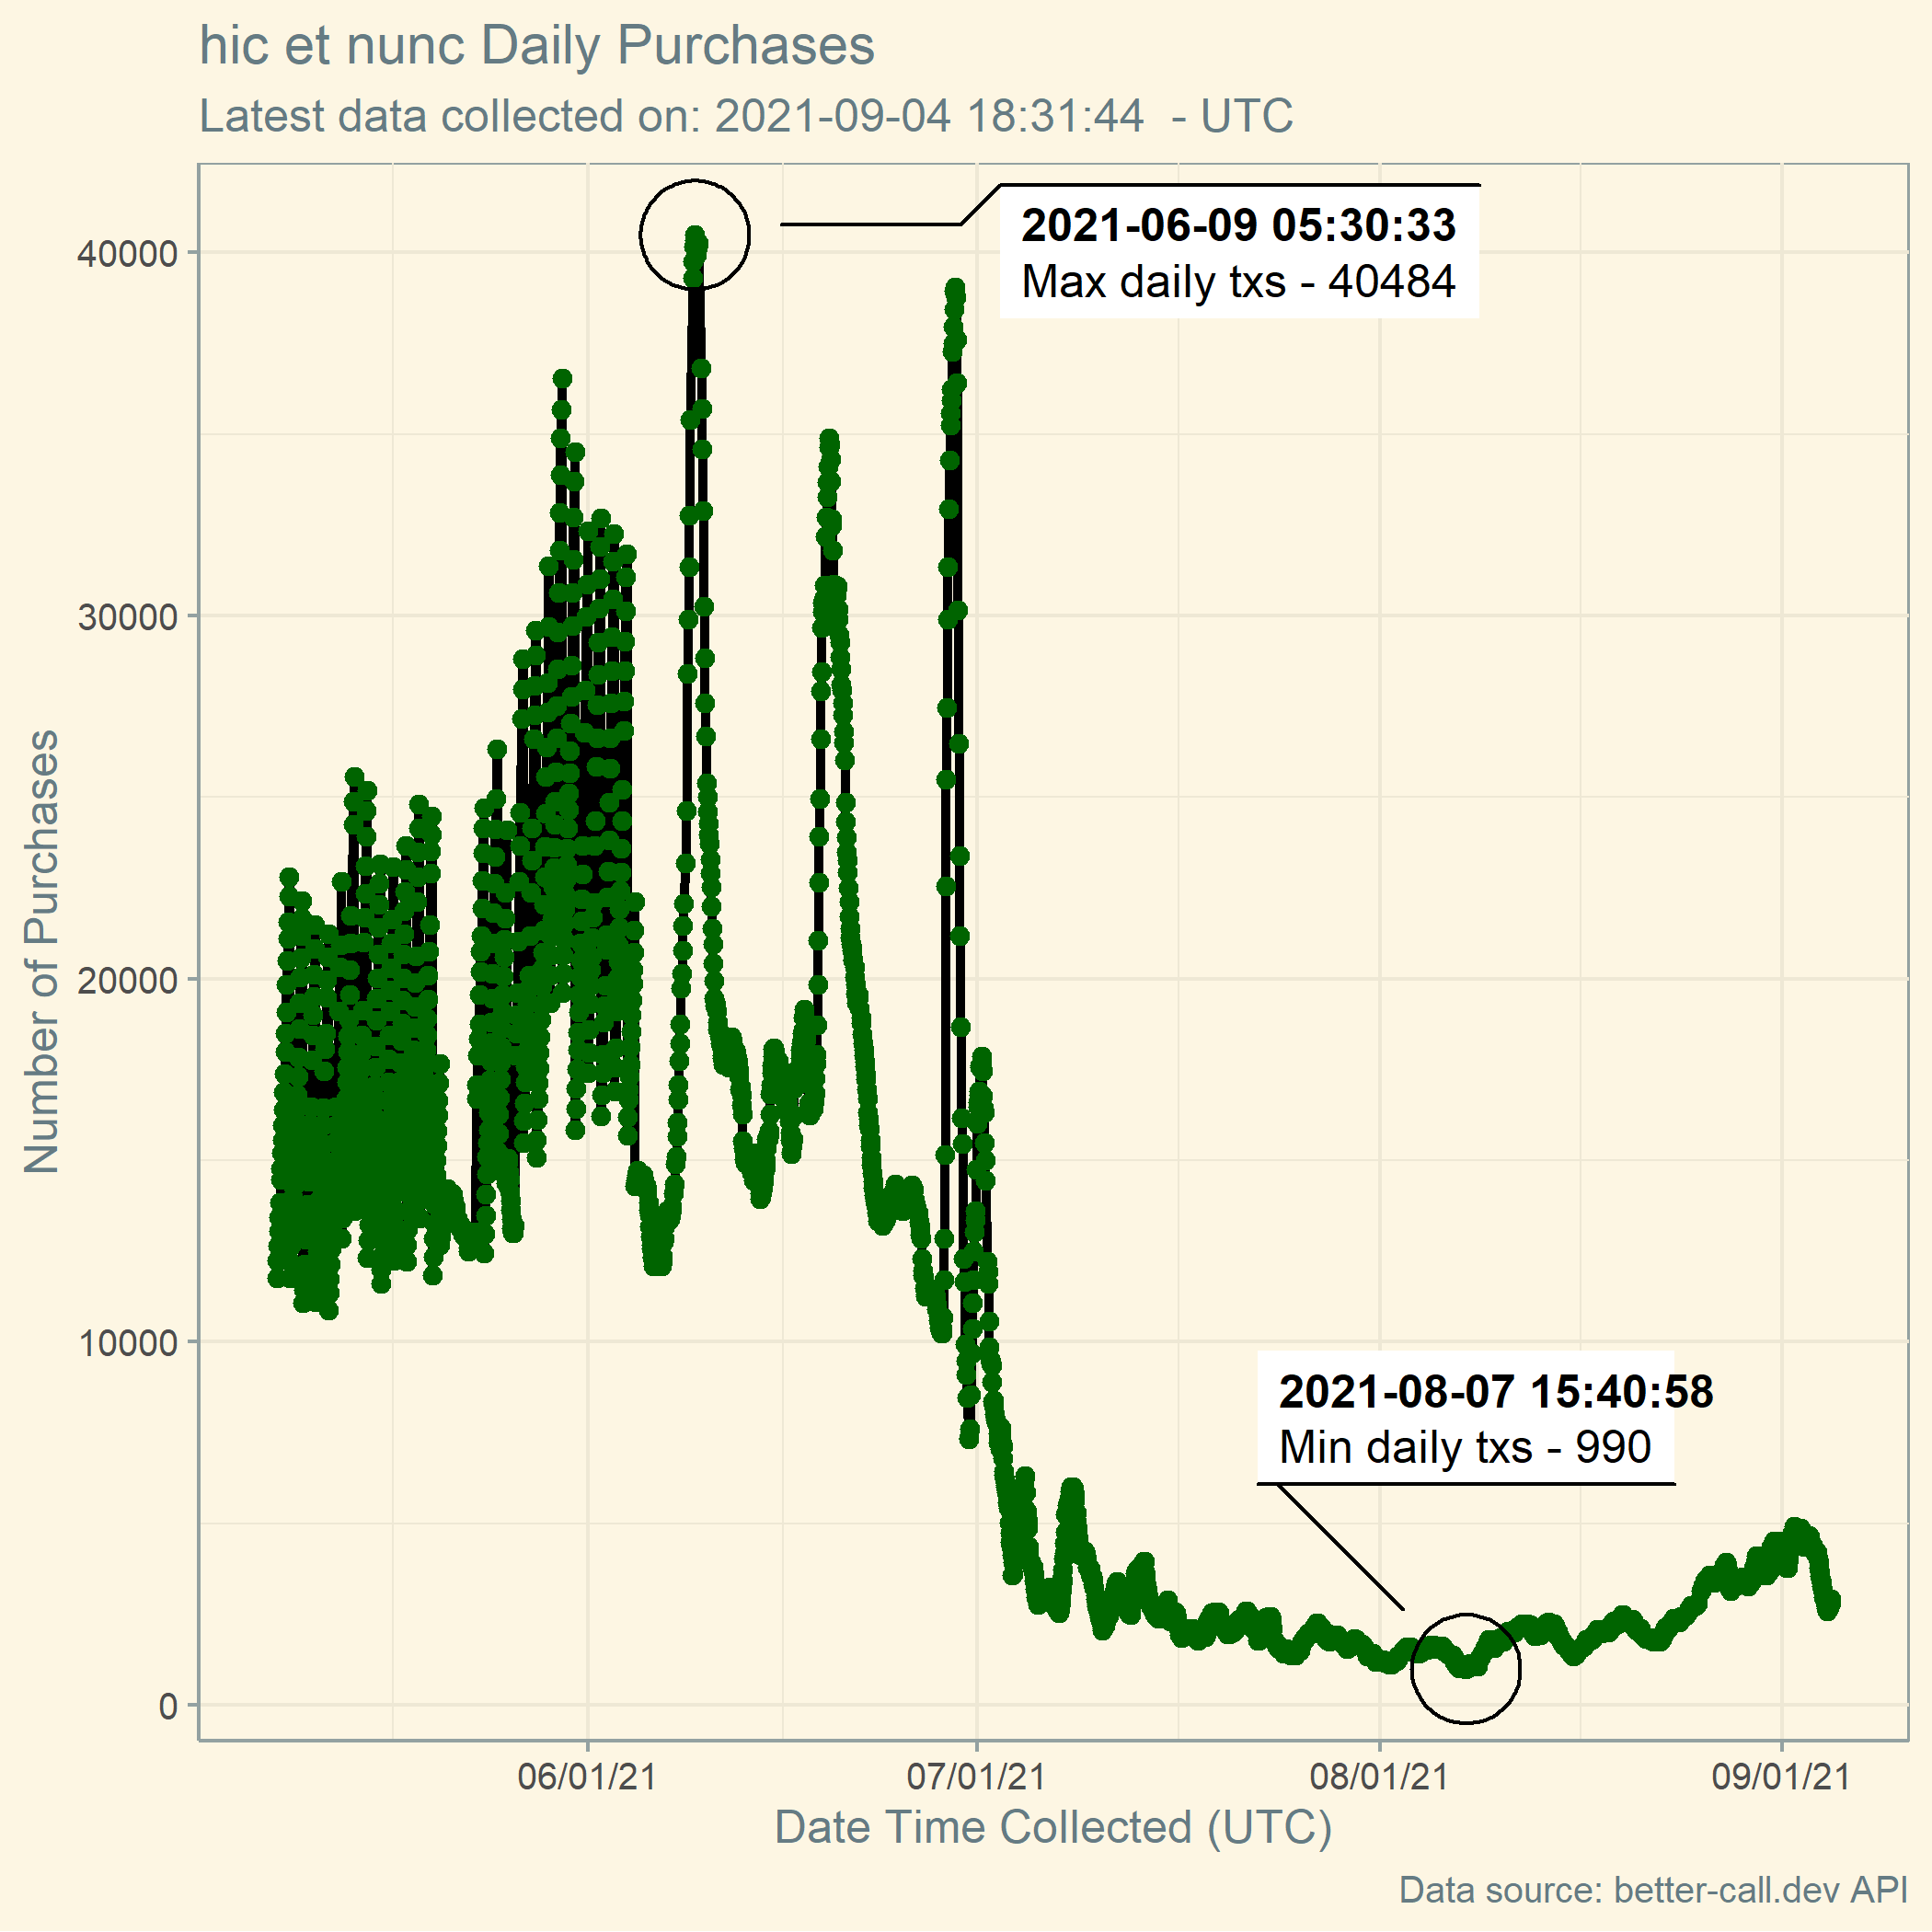 hic et nunc Daily Purchases
Latest data collected on: 2021-09-04 18:31:44  - UTC
2021-06-09 05:30:33
Max daily txs - 40484
40000
30000
20000
10000
0
Number of Purchases
2021-08-07 15:40:58
Min daily txs - 990
06/01/21
07/01/21
08/01/21
09/01/21
Date Time Collected (UTC)
Data source: better-call.dev API